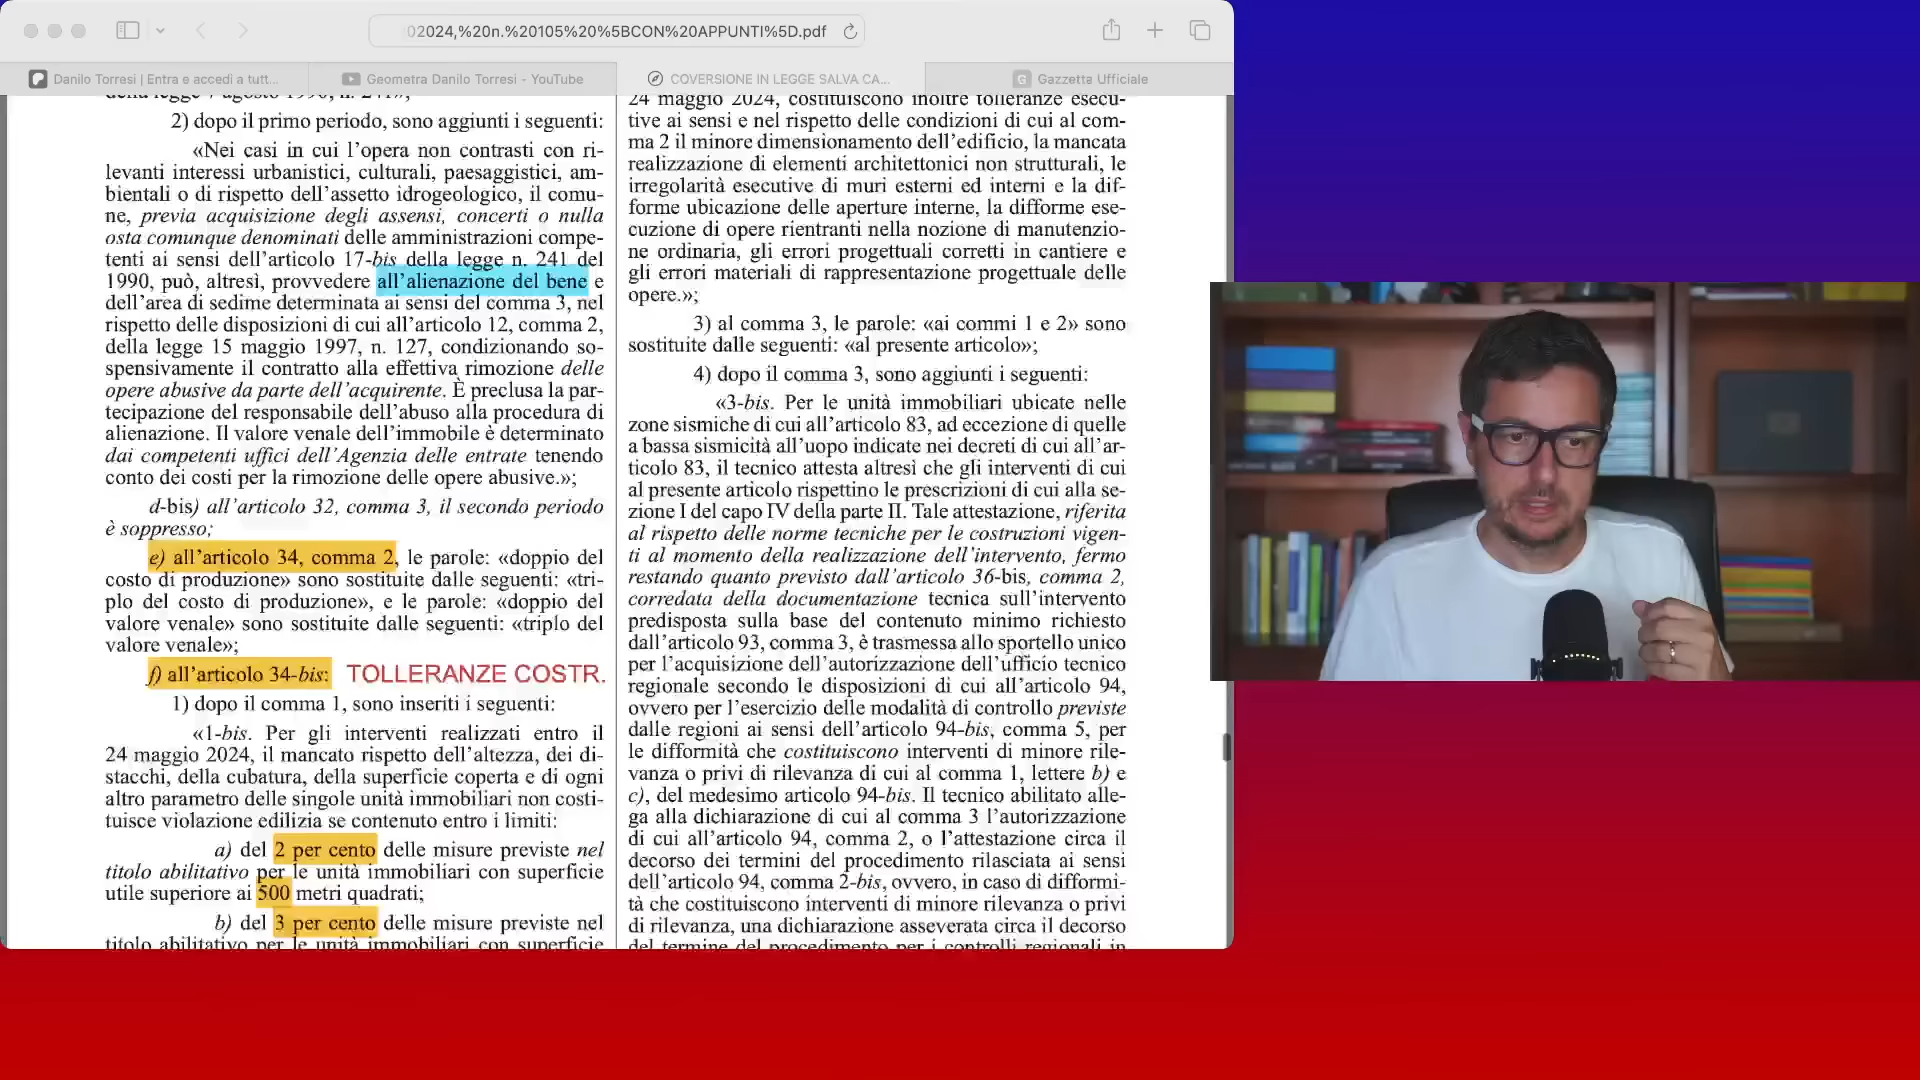 02024,%20n.%20105%20%5BCON%20APPUNTI%5D.pdf
Danilo Torresi | Entra e accedi a tutt...
Geometra Danilo Torresi - YouTube
COVERSIONE IN LEGGE SALVA CA...
Gazzetta Ufficiale
della legge 7 agosto 1990, n. 241»;
2) dopo il primo periodo, sono aggiunti i seguenti:
«Nei casi in cui l'opera non contrasti con ri-
levanti interessi urbanistici, culturali, paesaggistici, am-
bientali o di rispetto dell'assetto idrogeologico, il comu-
ne, previa acquisizione degli assensi, concerti o nulla
osta comunque denominati delle amministrazioni compe-
tenti ai sensi dell'articolo 17-bis della legge n. 241 del
1990, può, altresì, provvedere all'alienazione del bene e
dell'area di sedime determinata ai sensi del comma 3, nel
rispetto delle disposizioni di cui all'articolo 12, comma 2,
della legge 15 maggio 1997, n. 127, condizionando so-
spensivamente il contratto alla effettiva rimozione delle
opere abusive da parte dell'acquirente. È preclusa la par-
tecipazione del responsabile dell'abuso alla procedura di
alienazione. Il valore venale dell'immobile è determinato
dai competenti uffici dell'Agenzia delle entrate tenendo
conto dei costi per la rimozione delle opere abusive.»;
d-bis) all'articolo 32, comma 3, il secondo periodo
è soppresso;
e) all'articolo 34, comma 2, le parole: «doppio del
costo di produzione» sono sostituite dalle seguenti: «tri-
plo del costo di produzione», e le parole: «doppio del
valore venale» sono sostituite dalle seguenti: «triplo del
valore venale»;
f) all'articolo 34-bis: TOLLERANZE COSTR.
1) dopo il comma 1, sono inseriti i seguenti:
«1-bis. Per gli interventi realizzati entro il
24 maggio 2024, il mancato rispetto dell'altezza, dei di-
stacchi, della cubatura, della superficie coperta e di ogni
altro parametro delle singole unità immobiliari non costi-
tuisce violazione edilizia se contenuto entro i limiti:
a) del 2 per cento delle misure previste nel
titolo abilitativo per le unità immobiliari con superficie
utile superiore ai 500 metri quadrati;
b) del 3 per cento delle misure previste nel
titolo abilitativo per le unità immobiliari con superficie
24 maggio 2024, costituiscono inoltre tolleranze esecu-
tive ai sensi e nel rispetto delle condizioni di cui al com-
ma 2 il minore dimensionamento dell'edificio, la mancata
realizzazione di elementi architettonici non strutturali, le
irregolarità esecutive di muri esterni ed interni e la dif-
forme ubicazione delle aperture interne, la difforme ese-
cuzione di opere rientranti nella nozione di manutenzio-
ne ordinaria, gli errori progettuali corretti in cantiere e
gli errori materiali di rappresentazione progettuale delle
opere.»;
3) al comma 3, le parole: «ai commi 1 e 2» sono
sostituite dalle seguenti: «al presente articolo»;
4) dopo il comma 3, sono aggiunti i seguenti:
«3-bis. Per le unità immobiliari ubicate nelle
zone sismiche di cui all'articolo 83, ad eccezione di quelle
a bassa sismicità all'uopo indicate nei decreti di cui all'ar-
ticolo 83, il tecnico attesta altresì che gli interventi di cui
al presente articolo rispettino le prescrizioni di cui alla se-
zione I del capo IV della parte II. Tale attestazione, riferita
al rispetto delle norme tecniche per le costruzioni vigen-
ti al momento della realizzazione dell'intervento, fermo
restando quanto previsto dall'articolo 36-bis, comma 2,
corredata della documentazione tecnica sull'intervento
predisposta sulla base del contenuto minimo richiesto
dall'articolo 93, comma 3, è trasmessa allo sportello unico
per l'acquisizione dell'autorizzazione dell'ufficio tecnico
regionale secondo le disposizioni di cui all'articolo 94,
ovvero per l'esercizio delle modalità di controllo previste
dalle regioni ai sensi dell'articolo 94-bis, comma 5, per
le difformità che costituiscono interventi di minore rile-
vanza o privi di rilevanza di cui al comma 1, lettere b) e
c), del medesimo articolo 94-bis. Il tecnico abilitato alle-
ga alla dichiarazione di cui al comma 3 l'autorizzazione
di cui all'articolo 94, comma 2, o l'attestazione circa il
decorso dei termini del procedimento rilasciata ai sensi
dell'articolo 94, comma 2-bis, ovvero, in caso di difformi-
tà che costituiscono interventi di minore rilevanza o privi
di rilevanza, una dichiarazione asseverata circa il decorso
del termine del procedimento per i controlli regionali in